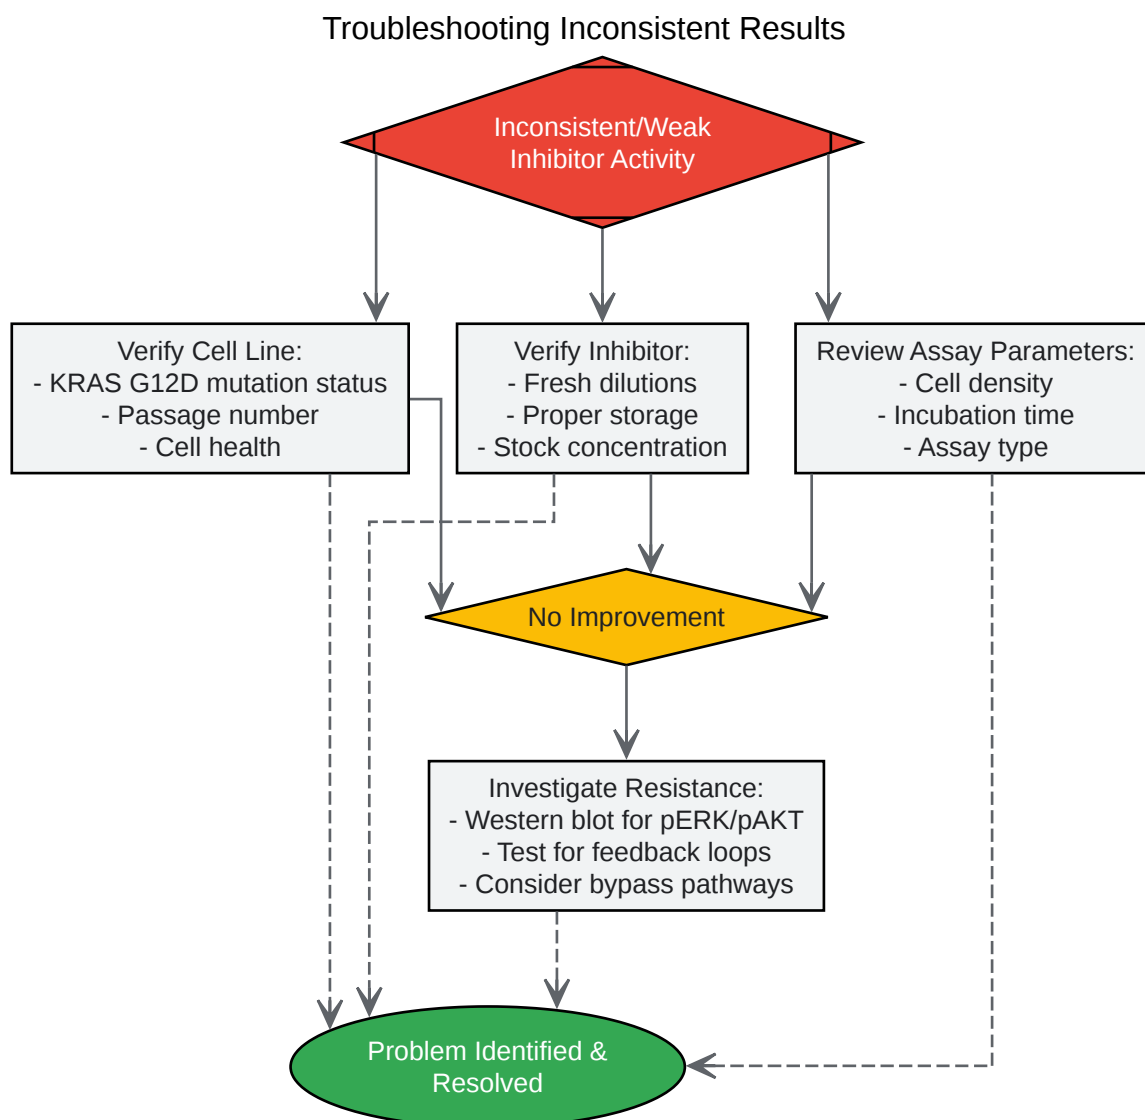 Troubleshooting Inconsistent Results
Inconsistent/Weak
Inhibitor Activity
Verify Cell Line:
- KRAS G12D mutation status
- Passage number
- Cell health
Verify Inhibitor:
- Fresh dilutions
- Proper storage
- Stock concentration
Review Assay Parameters:
- Cell density
- Incubation time
- Assay type
No Improvement
Investigate Resistance:
- Western blot for pERK/pAKT
- Test for feedback loops
- Consider bypass pathways
Problem Identified &
Resolved